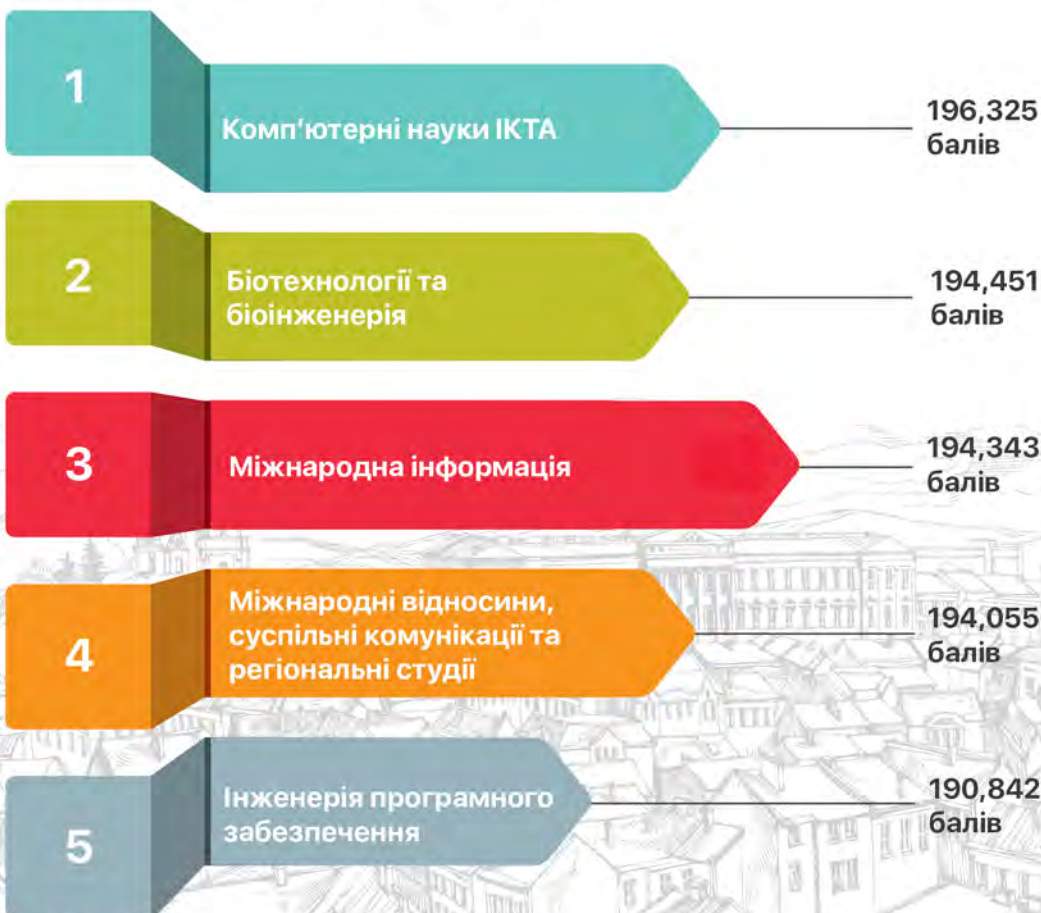 1
Комп'ютерні науки ІКТА
196,325
балів
2
Біотехнології та
біоінженерія
194,451
балів
3
Міжнародна інформація
194,343
балів
4
Міжнародні відносини,
суспільні комунікації та
регіональні студії
194,055
балів
5
Інженерія програмного
забезпечення
190,842
балів